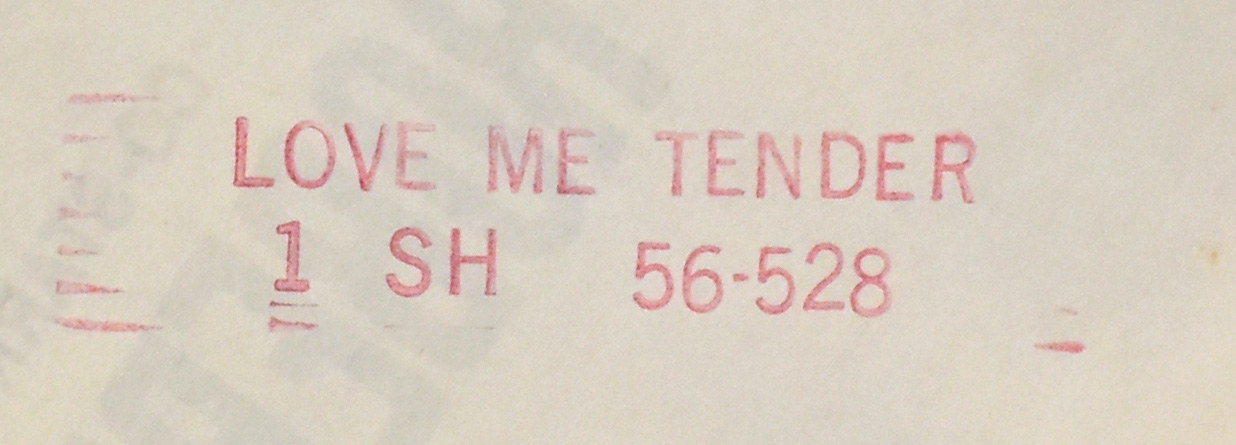 LOVE ME TENDER
1 SH 56-528